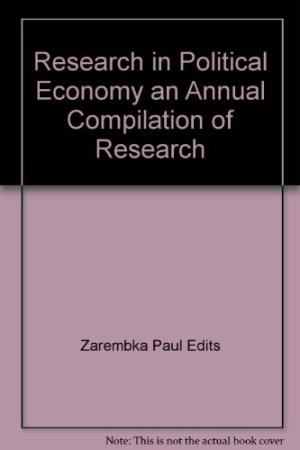 Research in Political
Economy an Annual
Compilation of
Research
Zarembka Paul Edits
Note: This is not the actual book cover